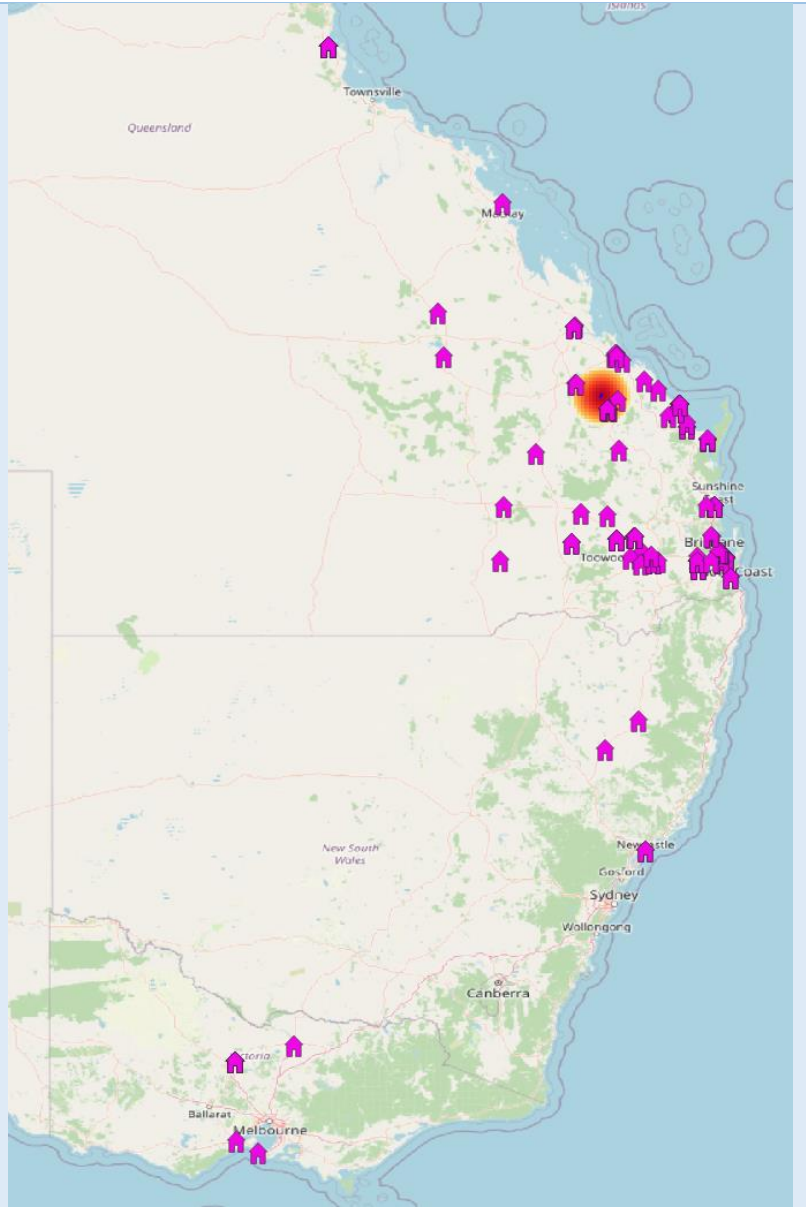 Islands
Townsville
Queensland
Mackay
Sunshine
Coast
Brisbane
Toowoo
Coast
New South
Wales
Newcastle
Gosford
Sydney
Wollongong
Canberra
Victoria
Ballarat
Melbourne